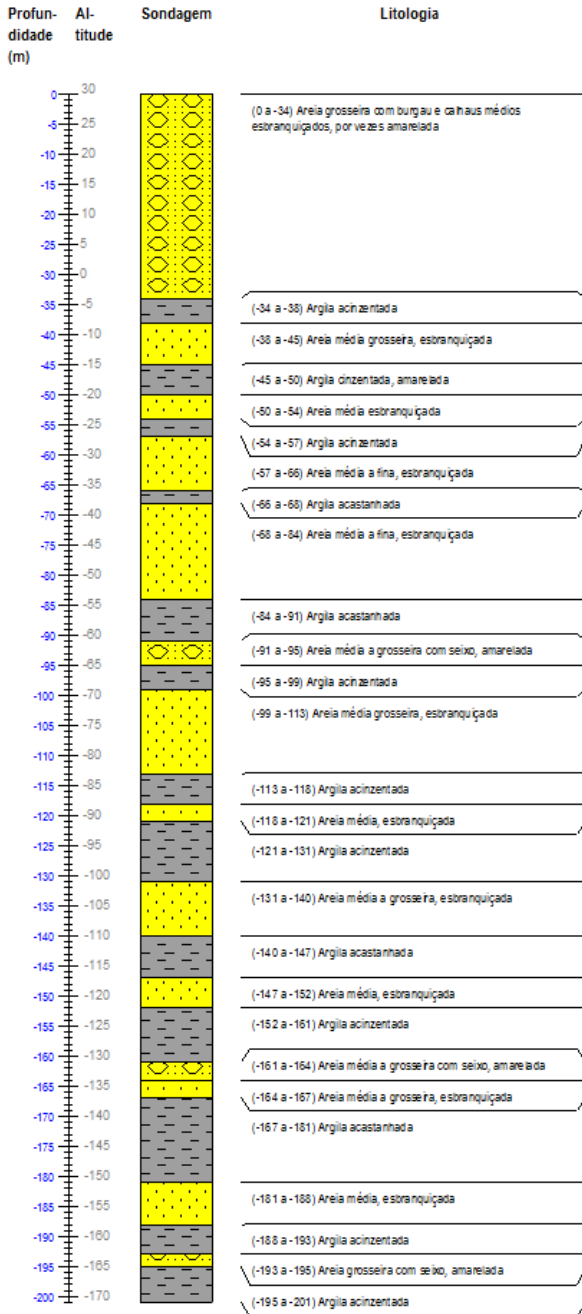 Profun-
didade
(m)
Al-
titude
Sondagem
Litologia
0
-5
-10
-15
-20
-25
-30
-35
-40
-45
-50
-55
-60
-65
-70
-75
-80
-85
-90
-95
-100
-105
-110
-115
-120
-125
-130
-135
-140
-145
-150
-155
-160
-165
-170
-175
-180
-185
-190
-195
-200
30
25
20
15
10
5
0
-5
-10
-15
-20
-25
-30
-35
-40
-45
-50
-55
-60
-65
-70
-75
-80
-85
-90
-95
-100
-105
-110
-115
-120
-125
-130
-135
-140
-145
-150
-155
-160
-165
-170
(0 a -34) Areia grosseira com burgau e calhaus médios
esbranquiçados, por vezes amarelada
(-34 a -38) Argila acinzentada
(-38 a -45) Areia média grosseira, esbranquiçada
(-45 a -50) Argila cinzentada, amarelada
(-50 a -54) Areia média esbranquiçada
(-54 a -57) Argila acinzentada
(-57 a -66) Areia média a fina, esbranquiçada
(-66 a -68) Argila acastanhada
(-68 a -84) Areia média a fina, esbranquiçada
(-84 a -91) Argila acastanhada
(-91 a -95) Areia média a grosseira com seixo, amarelada
(-95 a -99) Argila acinzentada
(-99 a -113) Areia média grosseira, esbranquiçada
(-113 a -118) Argila acinzentada
(-118 a -121) Areia média, esbranquiçada
(-121 a -131) Argila acinzentada
(-131 a -140) Areia média a grosseira, esbranquiçada
(-140 a -147) Argila acastanhada
(-147 a -152) Areia média, esbranquiçada
(-152 a -161) Argila acinzentada
(-161 a -164) Areia média a grosseira com seixo, amarelada
(-164 a -167) Areia média a grosseira, esbranquiçada
(-167 a -181) Argila acastanhada
(-181 a -188) Areia média, esbranquiçada
(-188 a -193) Argila acinzentada
(-193 a -195) Areia grosseira com seixo, amarelada
(-195 a -201) Argila acinzentada